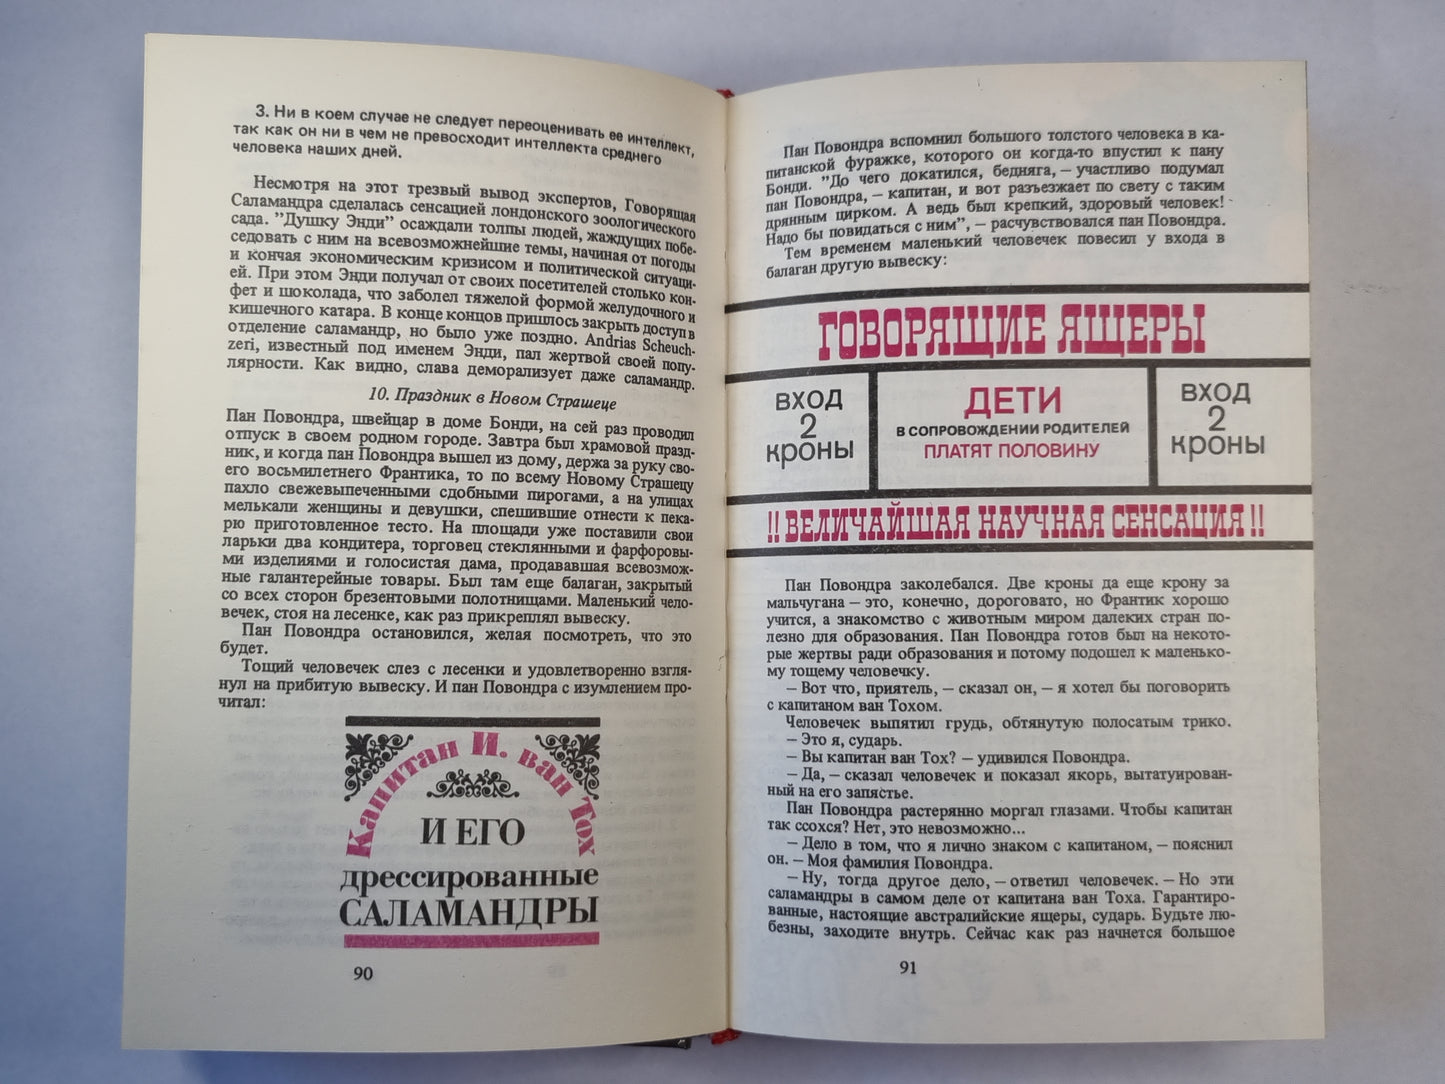 3. Ни в коем случае не следует переоценивать ее интеллект,
так как он ни в чем не превосходит интеллекта среднего
человека наших дней.
Несмотря на этот трезвый вывод экспертов, Говорящая
Саламандра сделалась сенсацией лондонского зоологического
сада. "Душку Энди" осаждали толпы людей, жаждущих побе-
седовать с ним на всевозможнейшие темы, начиная от погоды
и кончая экономическим кризисом и политической ситуаци-
ей. При этом Энди получал от своих посетителей столько кон-
фет и шоколада, что заболел тяжелой формой желудочного и
кишечного катара. В конце концов пришлось закрыть доступ в
отделение саламандр, но было уже поздно. Andrias Scheuch-
zeri, известный под именем Энди, пал жертвой своей попу-
лярности. Как видно, слава деморализует даже саламандр.
10. Праздник в Новом Страшеце
Пан Повондра, швейцар в доме Бонди, на сей раз проводил
отпуск в своем родном городе. Завтра был храмовой празд-
ник, и когда пан Повондра вышел из дому, держа за руку сво-
его восьмилетнего Франтика, то по всему Новому Страшецу
пахло свежевыпеченными сдобными пирогами, а на улицах
мелькали женщины и девушки, спешившие отнести к пека-
рю приготовленное тесто. На площади уже поставили свои
ларьки два кондитера, торговец стеклянными и фарфоровы-
ми изделиями и голосистая дама, продававшая всевозмож-
ные галантерейные товары. Был там еще балаган, закрытый
со всех сторон брезентовыми полотнищами. Маленький чело-
вечек, стоя на лесенке, как раз прикреплял вывеску.
Пан Повондра остановился, желая посмотреть, что это
будет.
Тощий человечек слез с лесенки и удовлетворенно взгля-
нул на прибитую вывеску. И пан Повондра с изумлением про-
читал:
Капитан И. ван Тох
И ЕГО
дрессированные
САЛАМАНДРЫ
90
Пан Повондра вспомнил большого толстого человека в ка-
питанской фуражке, которого он когда-то впустил к пану
Бонди. "До чего докатился, бедняга, – участливо подумал
пан Повондра, – капитан, и вот разъезжает по свету с таким
дрянным цирком. А ведь был крепкий, здоровый человек!
Надо бы повидаться с ним", – расчувствовался пан Повондра.
Тем временем маленький человечек повесил у входа в
балаган другую вывеску:
ГОВОРЯЩИЕ ЯЩЕРЫ
ВХОД
2
кроны
ДЕТИ
В СОПРОВОЖДЕНИИ РОДИТЕЛЕЙ
ПЛАТЯТ ПОЛОВИНУ
ВХОД
2
кроны
!! ВЕЛИЧАЙШАЯ НАУЧНАЯ СЕНСАЦИЯ !!
Пан Повондра заколебался. Две кроны да еще крону за
мальчугана – это, конечно, дороговато, но Франтик хорошо
учится, а знакомство с животным миром далеких стран по-
лезно для образования. Пан Повондра готов был на некото-
рые жертвы ради образования и потому подошел к маленько-
му тощему человечку.
– Вот что, приятель, – сказал он, – я хотел бы поговорить
с капитаном ван Тохом.
Человечек выпятил грудь, обтянутую полосатым трико.
– Это я, сударь.
– Вы капитан ван Тох? – удивился Повондра.
– Да, – сказал человечек и показал якорь, вытатуирован-
ный на его запястье.
Пан Повондра растерянно моргал глазами. Чтобы капитан
так ссохся? Нет, это невозможно...
– Дело в том, что я лично знаком с капитаном, – пояснил
он. – Моя фамилия Повондра.
– Ну, тогда другое дело, – ответил человечек. – Но эти
саламандры в самом деле от капитана ван Тоха. Гарантиро-
ванные, настоящие австралийские ящеры, сударь. Будьте лю-
безны, заходите внутрь. Сейчас как раз начнется большое
91